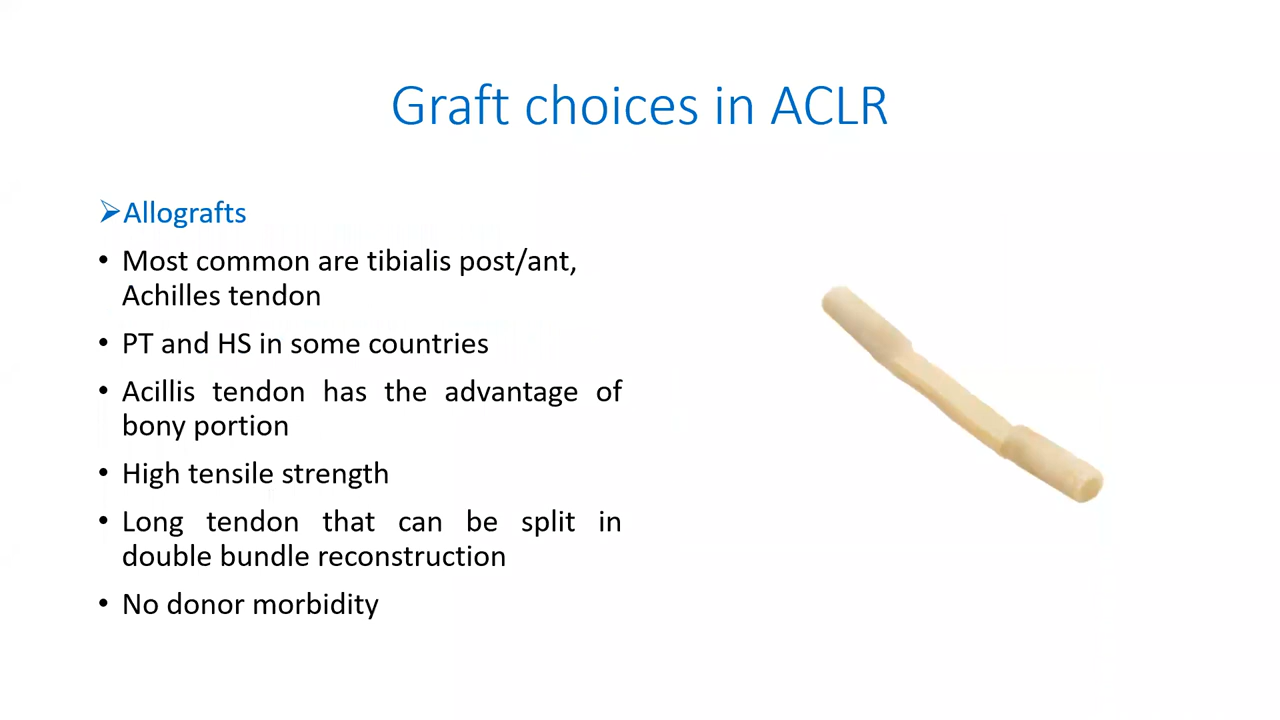 Graft choices in ACLR
➢Allografts
• Most common are tibialis post/ant,
Achilles tendon
• PT and HS in some countries
• Acillis tendon has the advantage of
bony portion
• High tensile strength
• Long tendon that can be split in
double bundle reconstruction
• No donor morbidity